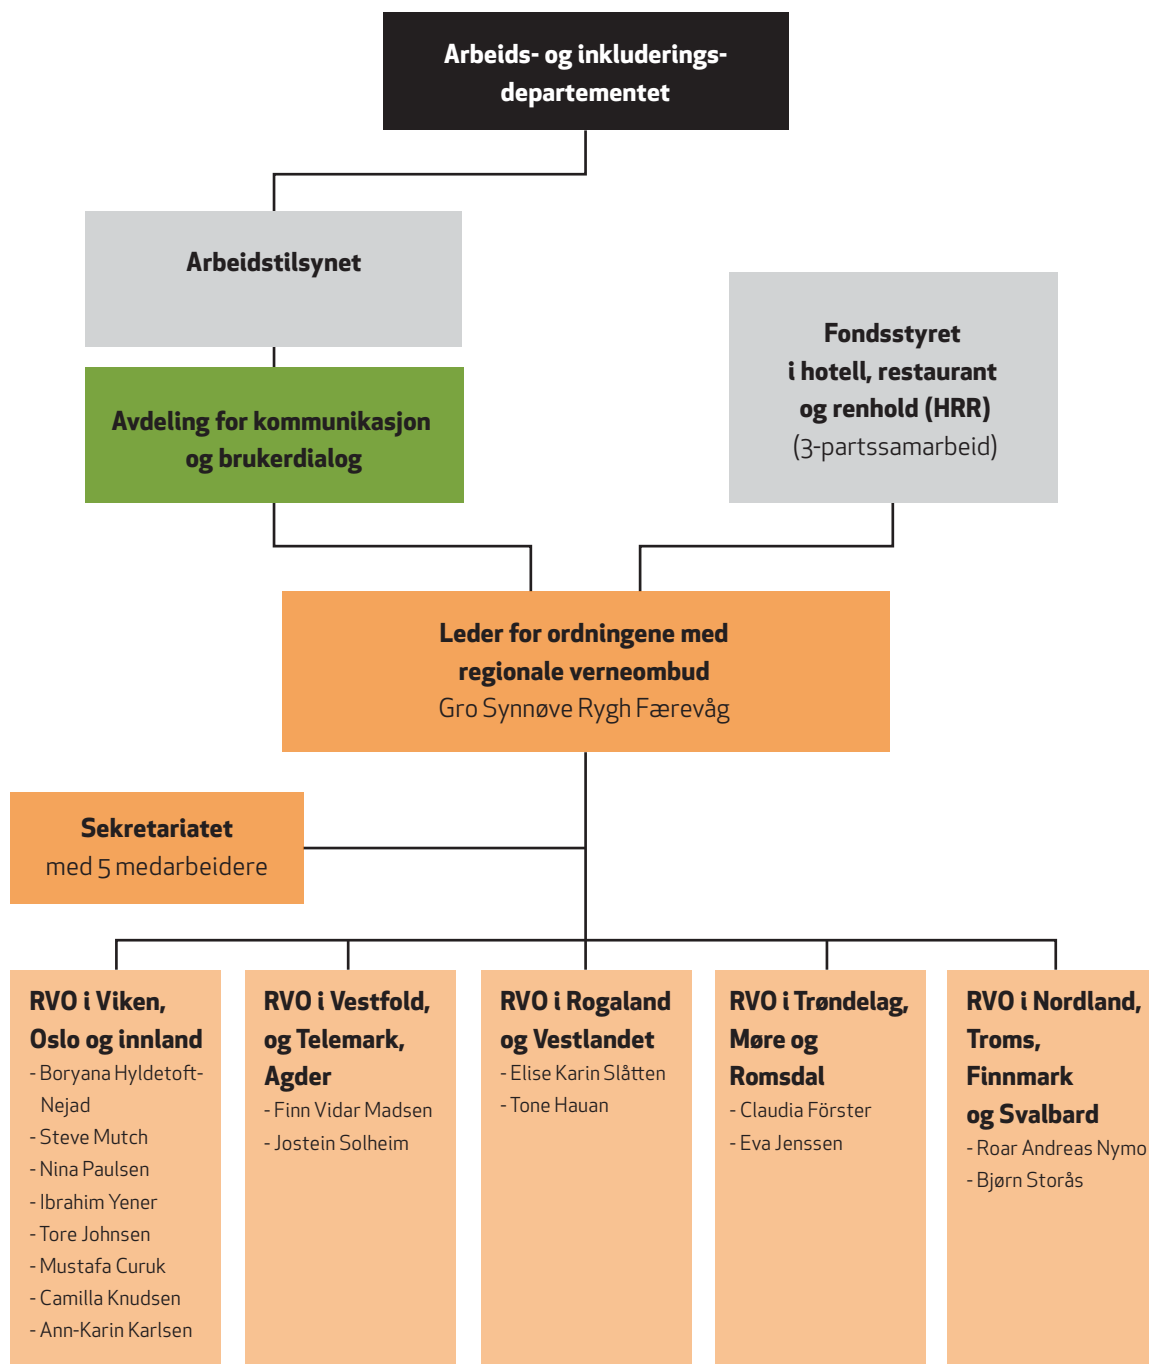 Arbeids- og inkluderings-
departementet
Arbeidstilsynet
Fondsstyret
i hotell, restaurant
og renhold (HRR)
(3-partssamarbeid)
Avdeling for kommunikasjon
og brukerdialog
Leder for ordningene med
regionale verneombud
Gro Synnøve Rygh Færevåg
Sekretariatet
med 5 medarbeidere
RVO i Viken,
Oslo og innland
- Boryana Hyldetoft-
Nejad
- Steve Mutch
- Nina Paulsen
- Ibrahim Yener
- Tore Johnsen
- Mustafa Curuk
- Camilla Knudsen
- Ann-Karin Karlsen
RVO i Vestfold,
og Telemark,
Agder
- Finn Vidar Madsen
- Jostein Solheim
RVO i Rogaland
og Vestlandet
- Elise Karin Slåtten
- Tone Hauan
RVO i Trøndelag,
Møre og
Romsdal
- Claudia Förster
- Eva Jenssen
RVO i Nordland,
Troms,
Finnmark
og Svalbard
- Roar Andreas Nymo
- Bjørn Storås